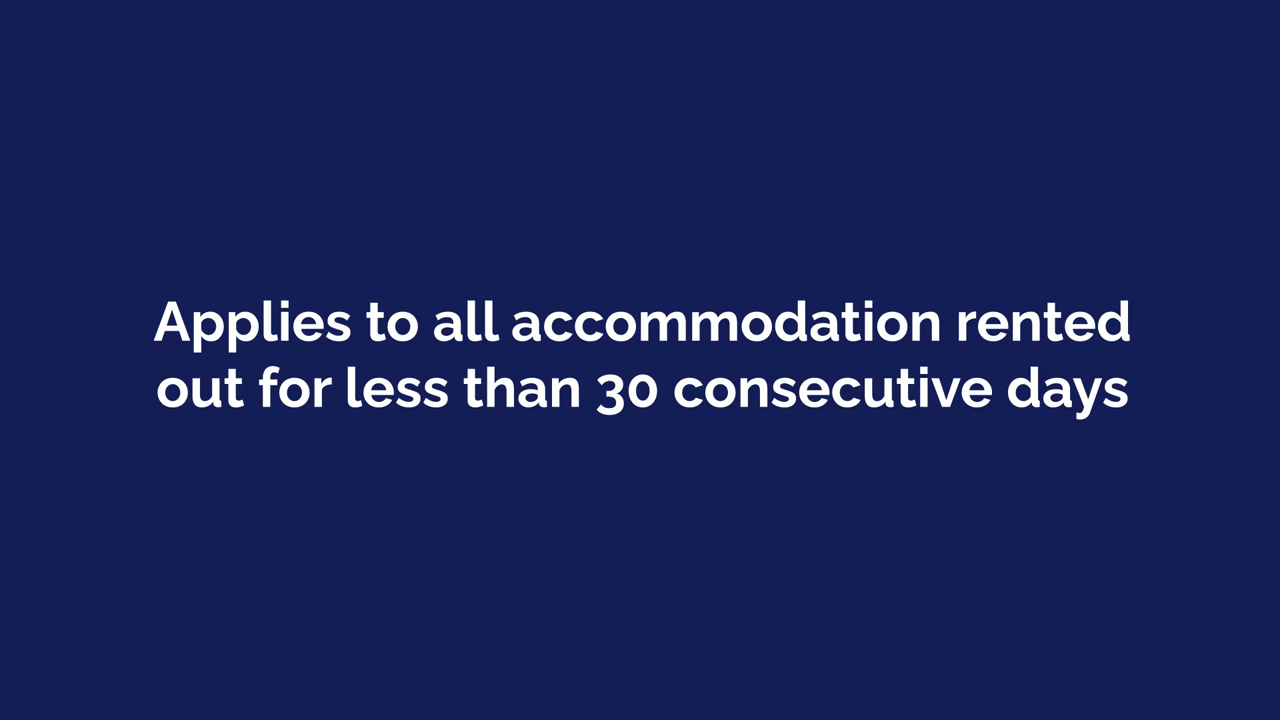 Applies to all accommodation rented
out for less than 30 consecutive days